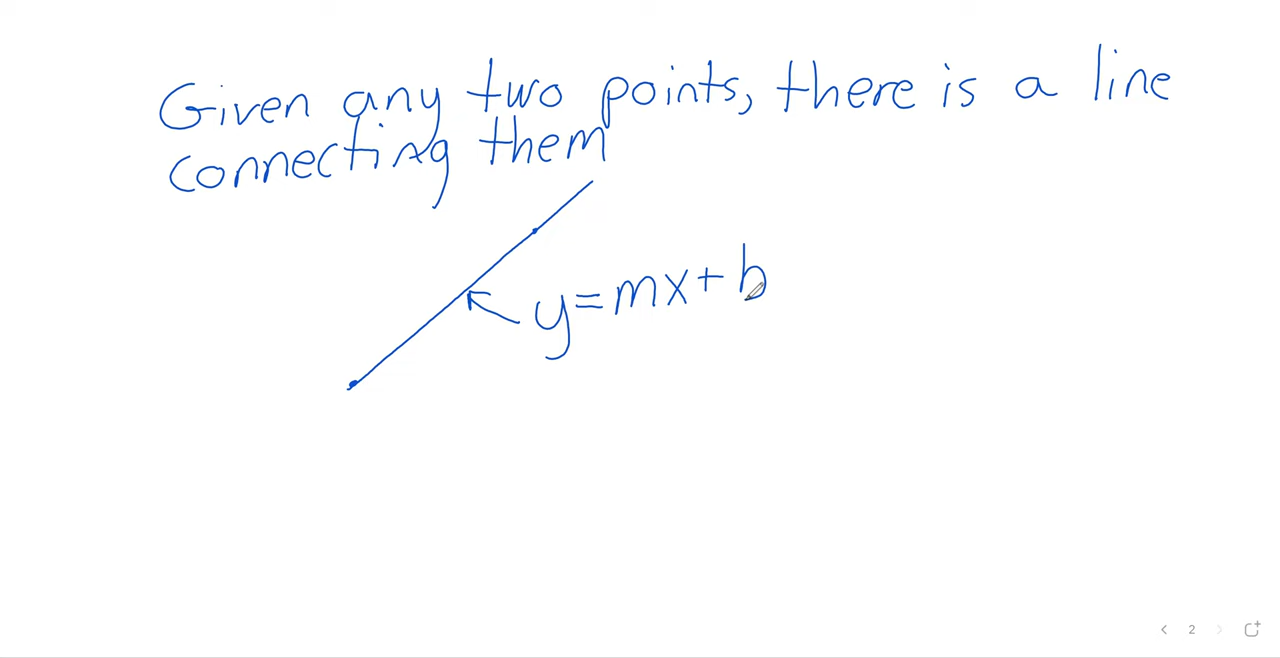 Given any two points, there is a line
connecting them
y=mx+b
2